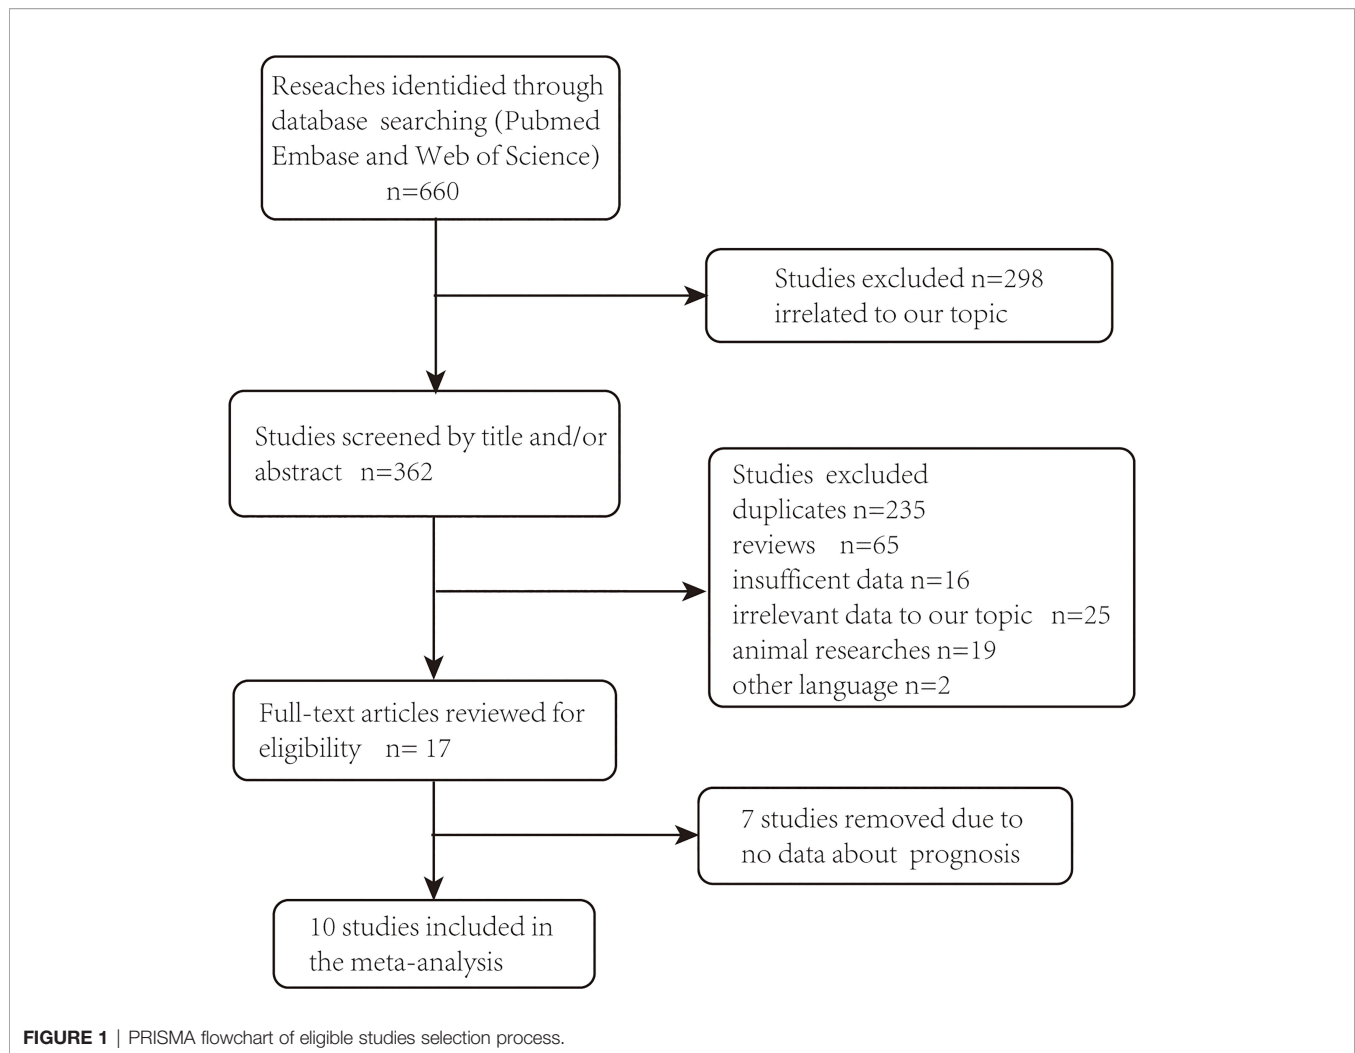 Reseaches identidied through
database searching (Pubmed
Embase and Web of Science)
n=660
Studies excluded n=298
irrelated to our topic
Studies screened by title and/or
abstract n=362
Studies excluded
duplicates n=235
reviews n=65
insufficent data n=16
irrelevant data to our topic n=25
animal researches n=19
other language n=2
Full-text articles reviewed for
eligibility n= 17
7 studies removed due to
no data about prognosis
10 studies included in
the meta-analysis
FIGURE 1 | PRISMA flowchart of eligible studies selection process.